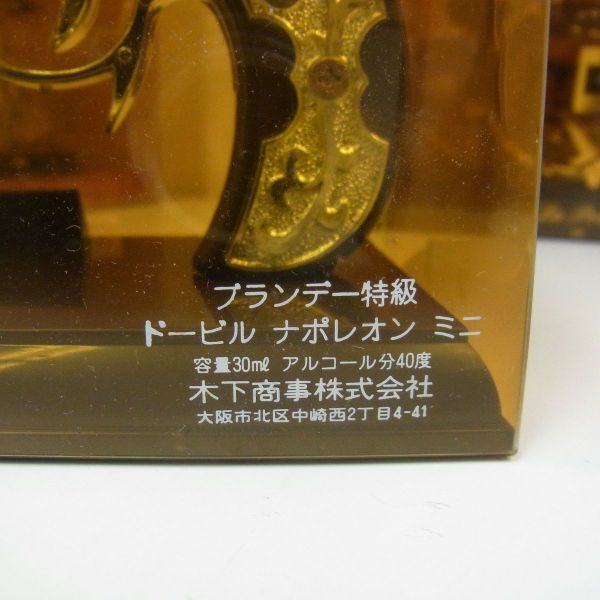 ブランデー特級
ドービル ナポレオン ミニ
容量30ml アルコール分40度
木下商事株式会社
大阪市北区中崎西2丁目4-41